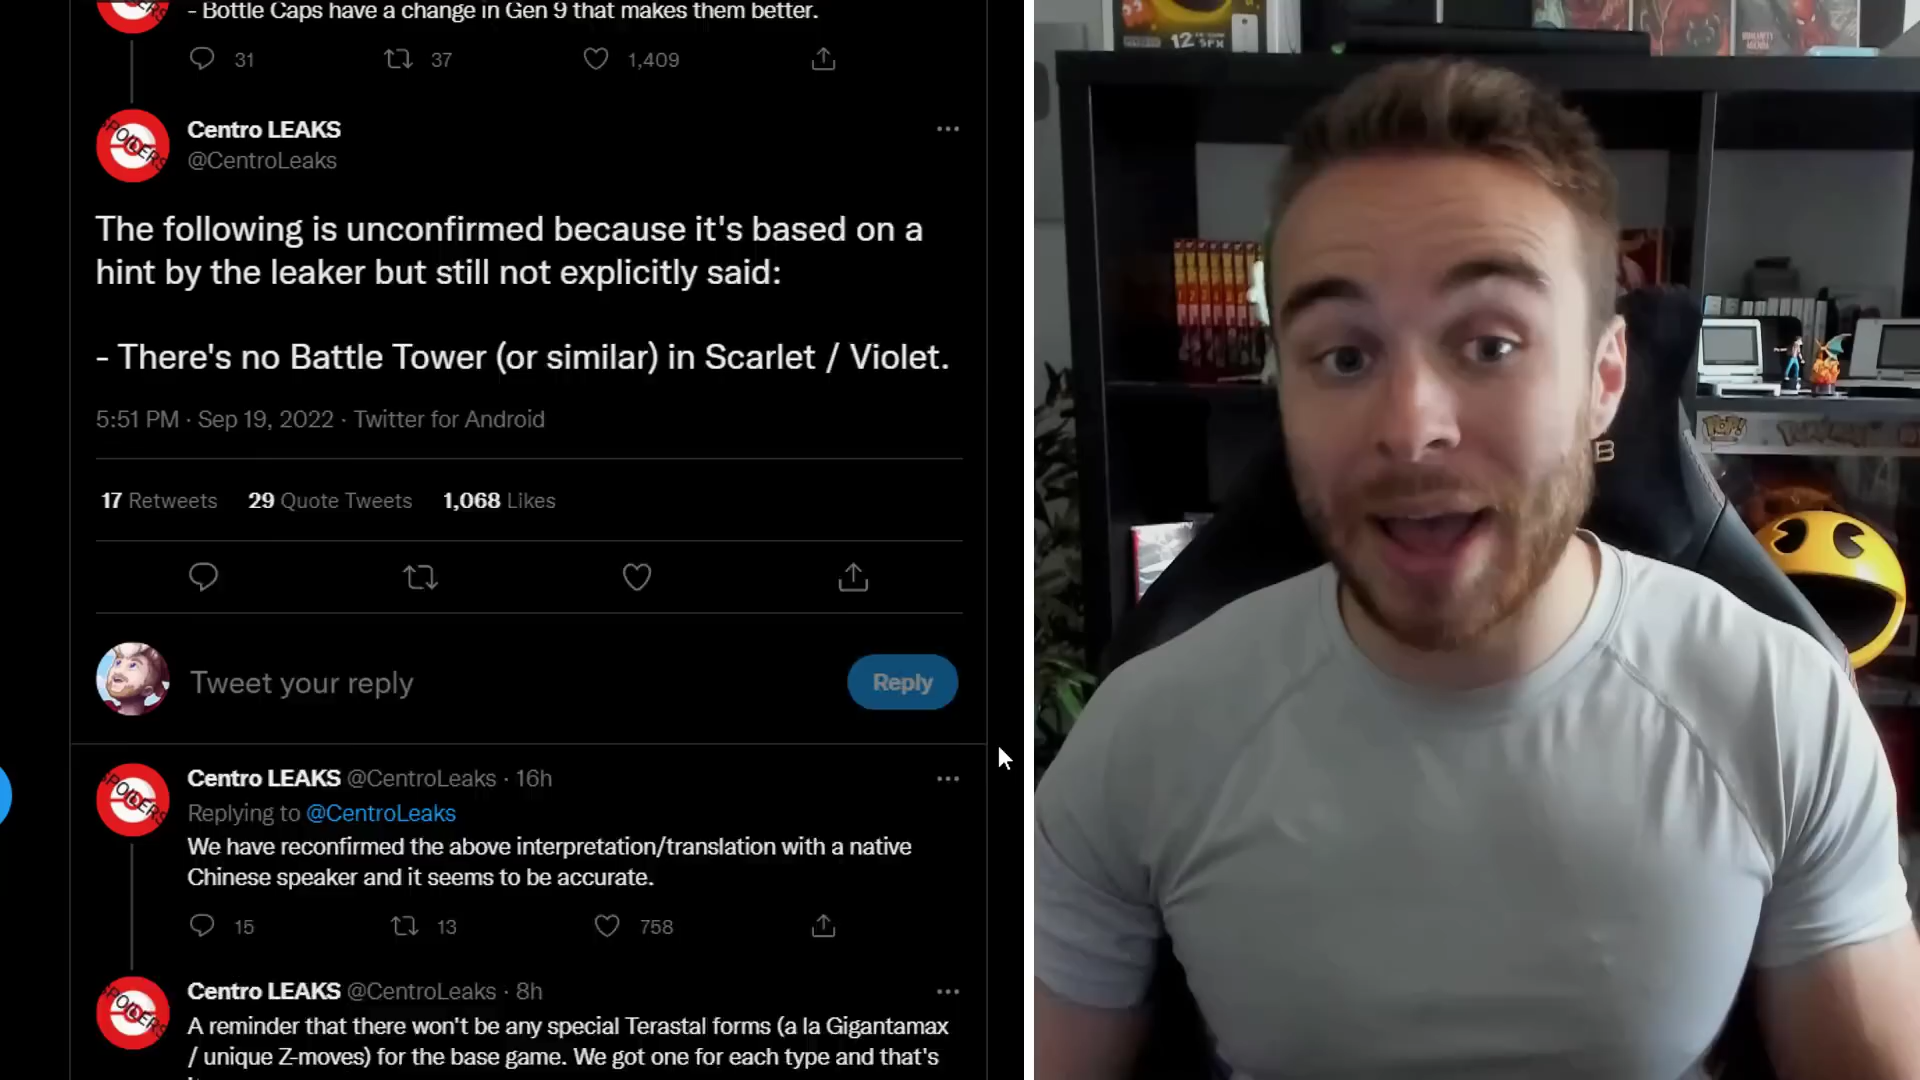 - Bottle Caps have a change in Gen 9 that makes them better.
31 37 1,409
SPOILERS
Centro LEAKS
@CentroLeaks
The following is unconfirmed because it's based on a
hint by the leaker but still not explicitly said:
- There's no Battle Tower (or similar) in Scarlet / Violet.
5:51 PM · Sep 19, 2022 · Twitter for Android
17 Retweets 29 Quote Tweets 1,068 Likes
Tweet your reply
Reply
SPOILERS
Centro LEAKS @CentroLeaks · 16h
Replying to @CentroLeaks
We have reconfirmed the above interpretation/translation with a native
Chinese speaker and it seems to be accurate.
15 13 758
SPOILERS
Centro LEAKS @CentroLeaks · 8h
A reminder that there won't be any special Terastal forms (a la Gigantamax
/ unique Z-moves) for the base game. We got one for each type and that's
12
SFX
POP!
B